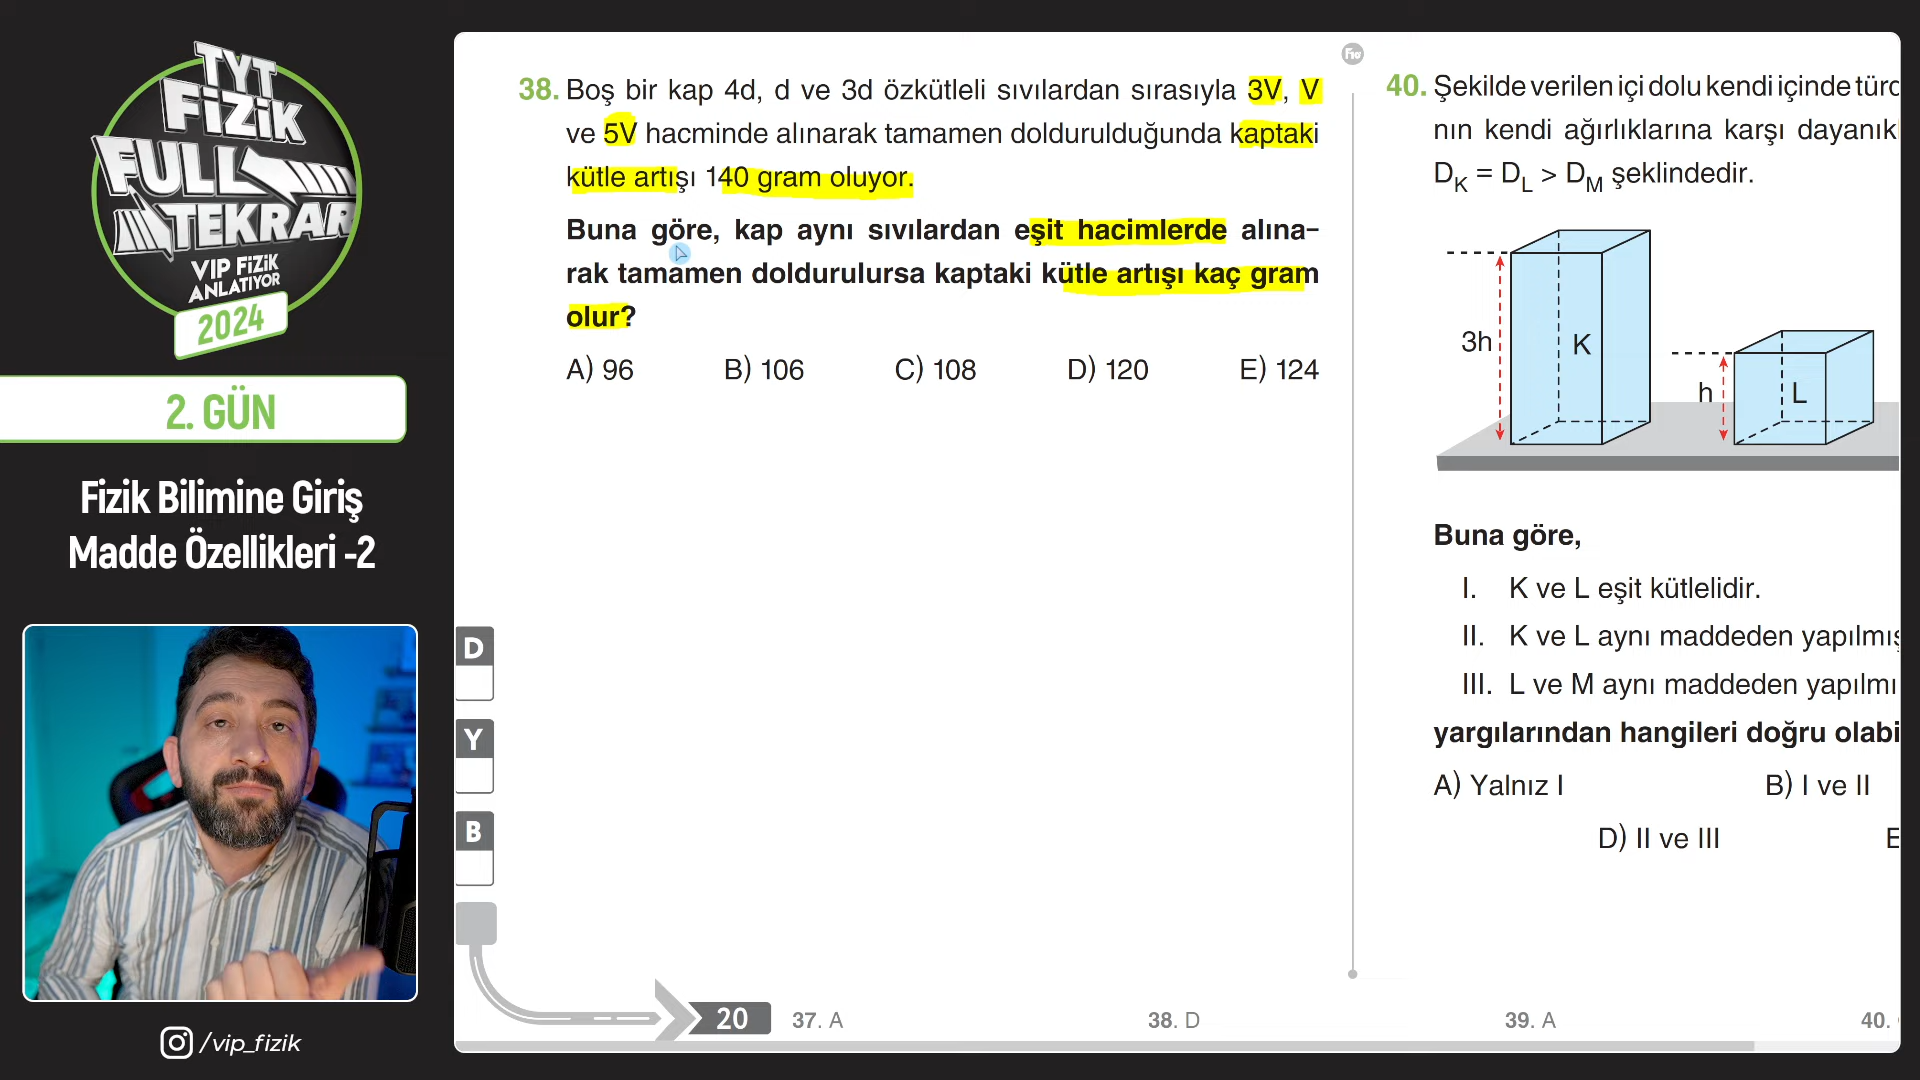 TYT
FİZİK
FULL
TEKRAR
VIP FİZİK
ANLATIYOR
2024
2. GÜN
Fizik Bilimine Giriş
Madde Özellikleri -2
/vip_fizik
38. Boş bir kap 4d, d ve 3d özkütleli sıvılardan sırasıyla 3V, V
ve 5V hacminde alınarak tamamen doldurulduğunda kaptaki
kütle artışı 140 gram oluyor.
Buna göre, kap aynı sıvılardan eşit hacimlerde alına-
rak tamamen doldurulursa kaptaki kütle artışı kaç gram
olur?
A) 96 B) 106 C) 108 D) 120 E) 124
D
Y
B
20
37. A 38. D 39. A 40.
40. Şekilde verilen içi dolu kendi içinde türd
nın kendi ağırlıklarına karşı dayanıkl
DK = DL > DM şeklindedir.
3h
K
h
L
Buna göre,
I. K ve L eşit kütlelidir.
II. K ve L aynı maddeden yapılmış
III. L ve M aynı maddeden yapılmı
yargılarından hangileri doğru olabi
A) Yalnız I B) I ve II
D) II ve III E